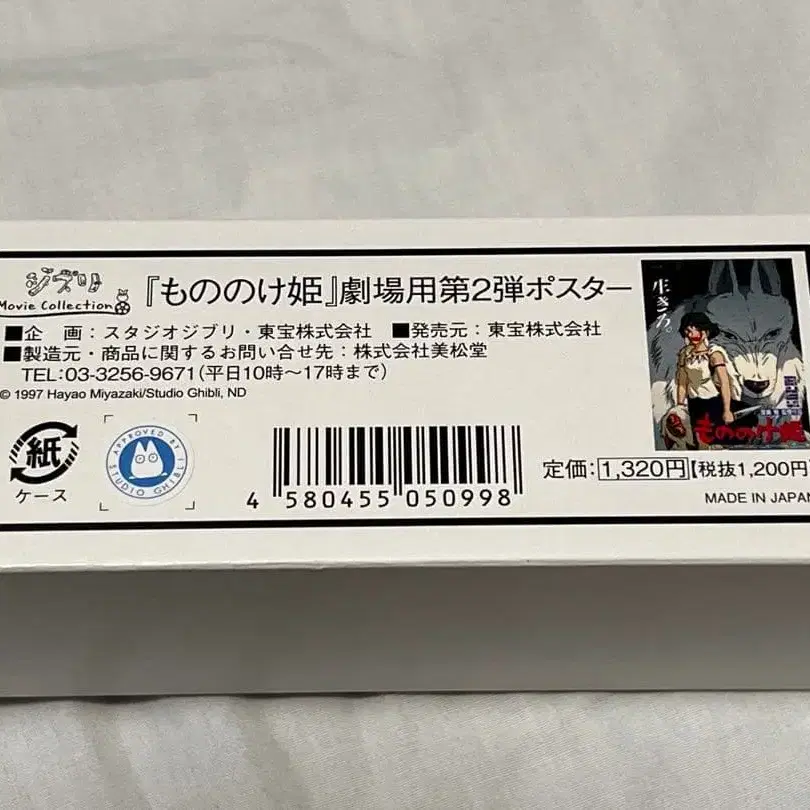 ジブリ
Movie Collection
『もののけ姫』劇場用第2弾ポスター
■企　画：スタジオジブリ・東宝株式会社　■発売元：東宝株式会社
■製造元・商品に関するお問い合せ先：株式会社美松堂
TEL:03-3256-9671(平日10時～17時まで)
© 1997 Hayao Miyazaki/Studio Ghibli, ND
紙
ケース
APPROVED BY
STUDIO GHIBLI
4 580455 050998
定価：1,320円【税抜1,200円
MADE IN JAPAN
生きろ。
もののけ姫